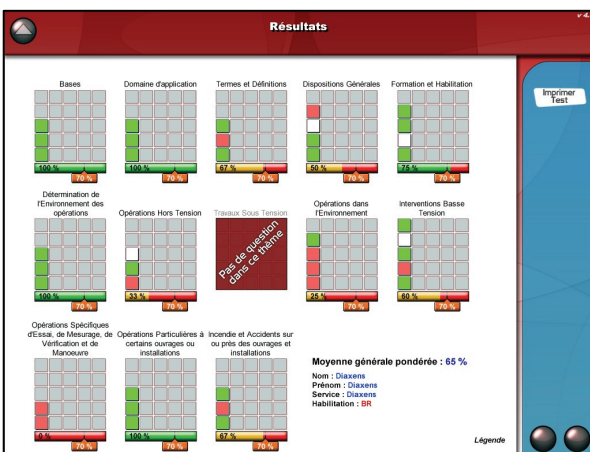 Résultats
v 4.
Imprimer
Test
Bases
100 %
70 %
Domaine d'application
100 %
70 %
Termes et Définitions
67 %
70 %
Dispositions Générales
50 %
70 %
Formation et Habilitation
75 %
70 %
Détermination de
l'Environnement des
opérations
100 %
70 %
Opérations Hors Tension
33 %
70 %
Travaux Sous Tension
Pas de question
dans ce thème
Opérations dans
l'Environnement
25 %
70 %
Interventions Basse
Tension
60 %
70 %
Opérations Spécifiques
d'Essai, de Mesurage, de
Vérification et de
Manoeuvre
0 %
70 %
Opérations Particulières à
certains ouvrages ou
installations
100 %
70 %
Incendie et Accidents sur
ou près des ouvrages et
installations
67 %
70 %
Moyenne générale pondérée : 65 %
Nom : Diaxens
Prénom : Diaxens
Service : Diaxens
Habilitation : BR
Légende